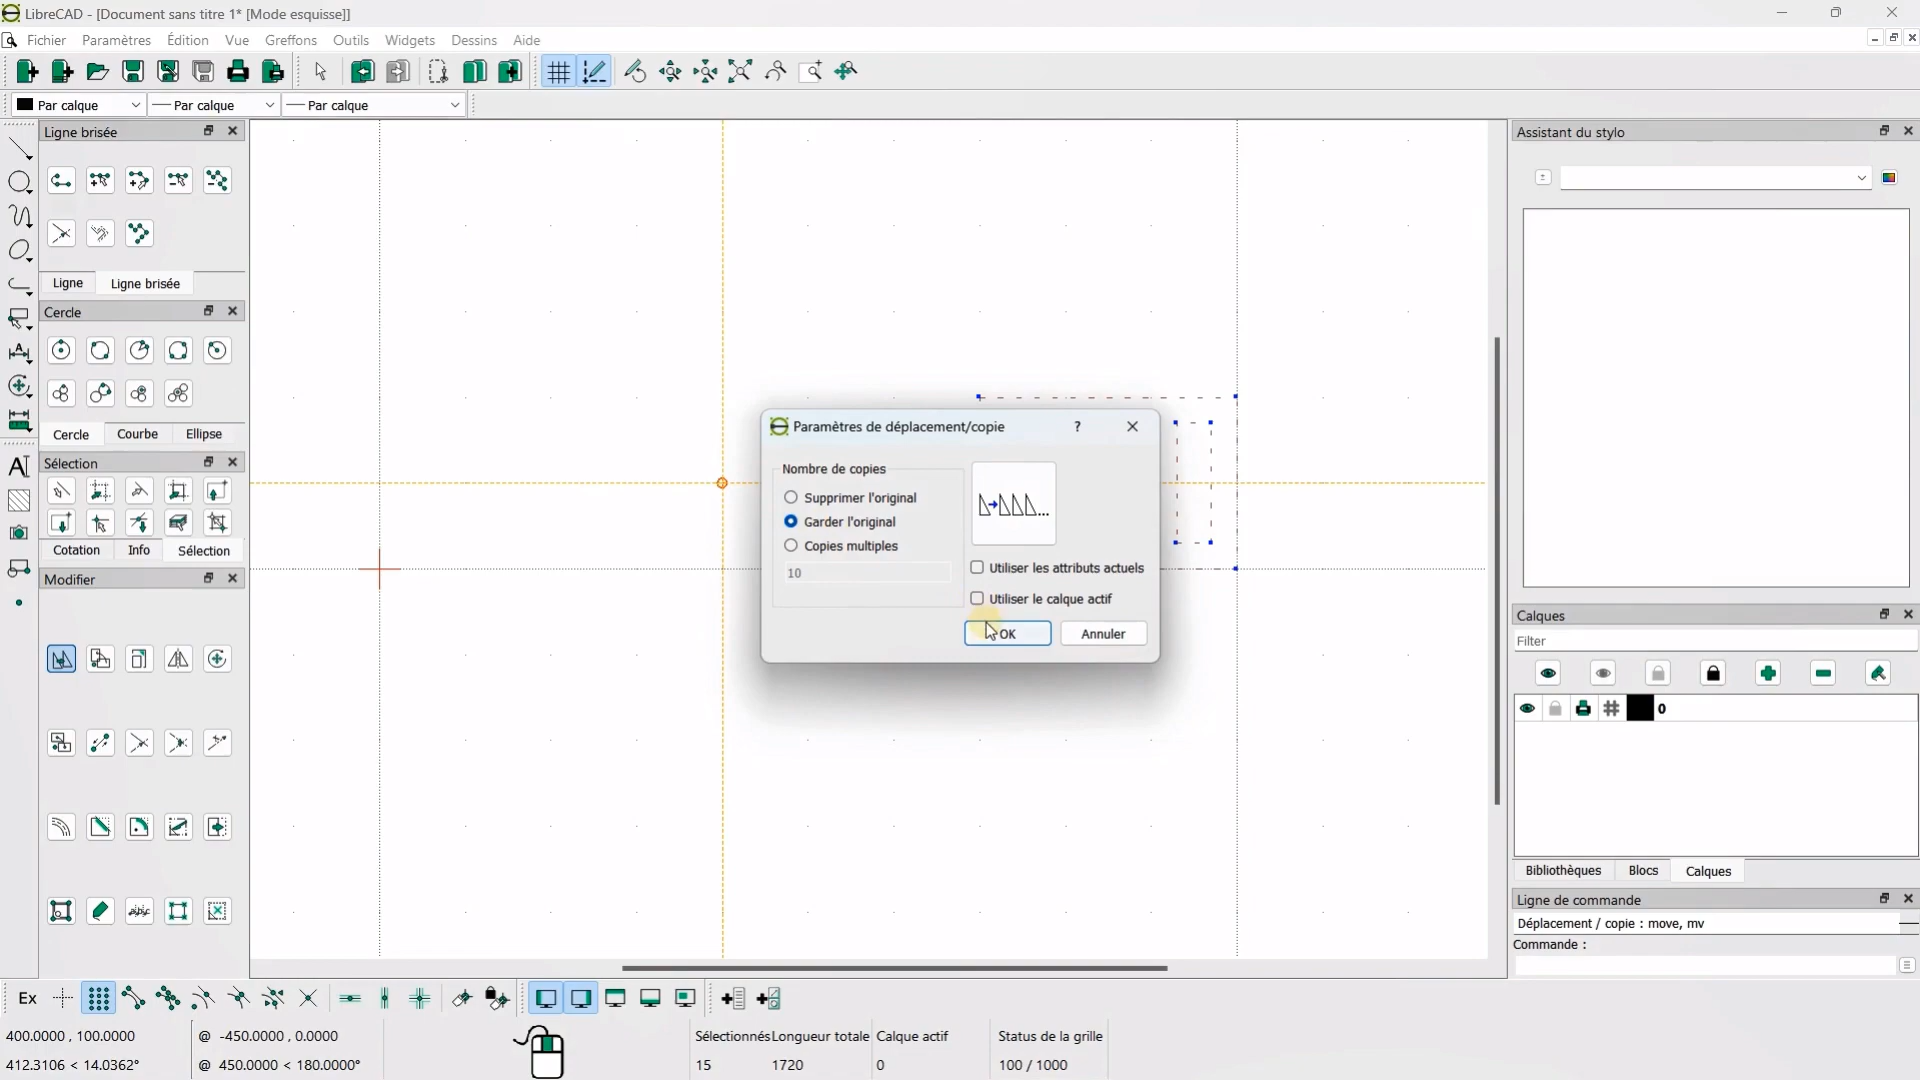 LibreCAD - [Document sans titre 1* [Mode esquisse]]
Fichier Paramètres Édition Vue Greffons Outils Widgets Dessins Aide
Par calque Par calque Par calque
Ligne brisée
Ligne Ligne brisée
Cercle
Cercle Courbe Ellipse
Sélection
Cotation Info Sélection
Modifier
Paramètres de déplacement/copie ?
Nombre de copies
Supprimer l'original
Garder l'original
Copies multiples
10
Utiliser les attributs actuels
Utiliser le calque actif
OK Annuler
Assistant du stylo
Calques
Filter
0
Bibliothèques Blocs Calques
Ligne de commande
Déplacement / copie : move, mv
Commande :
Ex
400.0000 , 100.0000 @ -450.0000 , 0.0000 Sélectionnés Longueur totale Calque actif Status de la grille
412.3106 < 14.0362° @ 450.0000 < 180.0000° 15 1720 0 100 / 1000